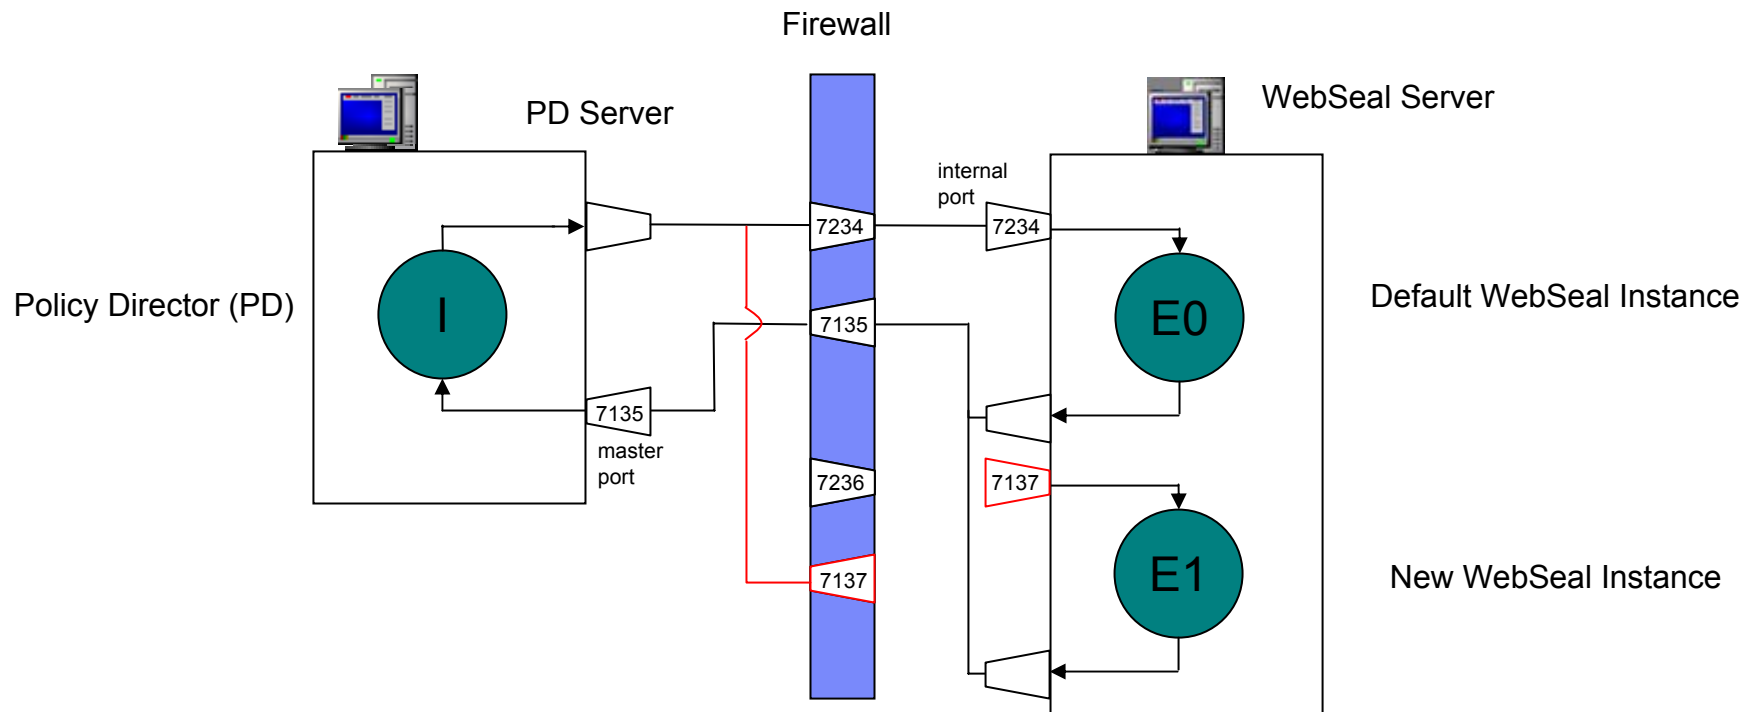 Firewall
PD Server
WebSeal Server
internal
port
7234
7234
Policy Director (PD)
I
7135
E0
Default WebSeal Instance
7135
master
port
7236
7137
7137
E1
New WebSeal Instance